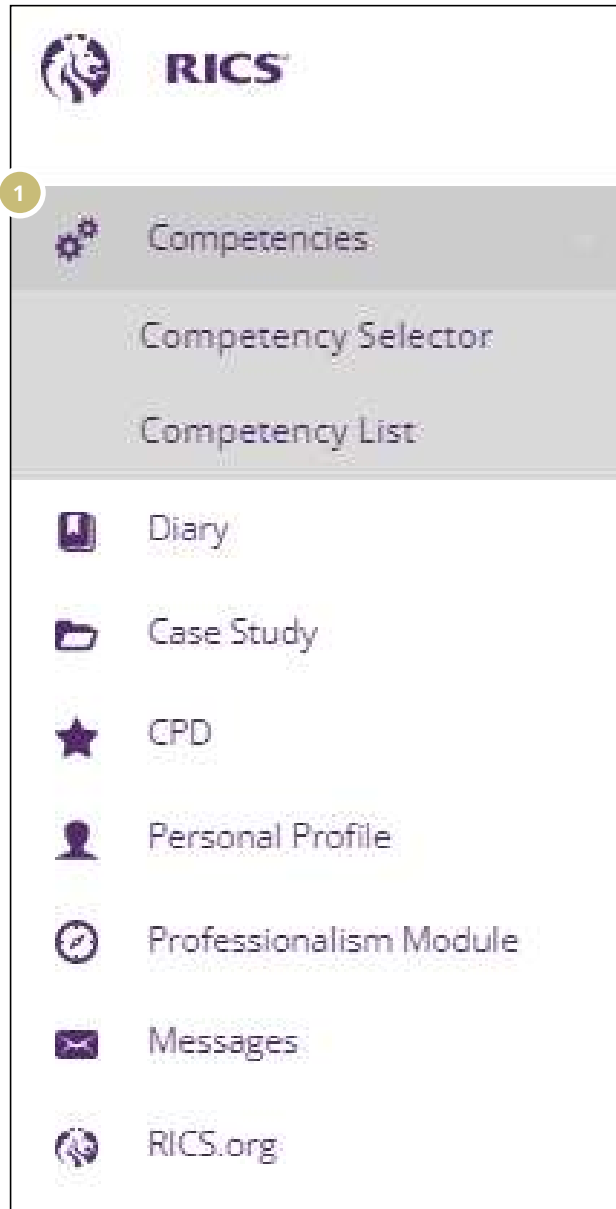 RICS
1
Competencies
Competency Selector
Competency List
Diary
Case Study
CPD
Personal Profile
Professionalism Module
Messages
RICS.org